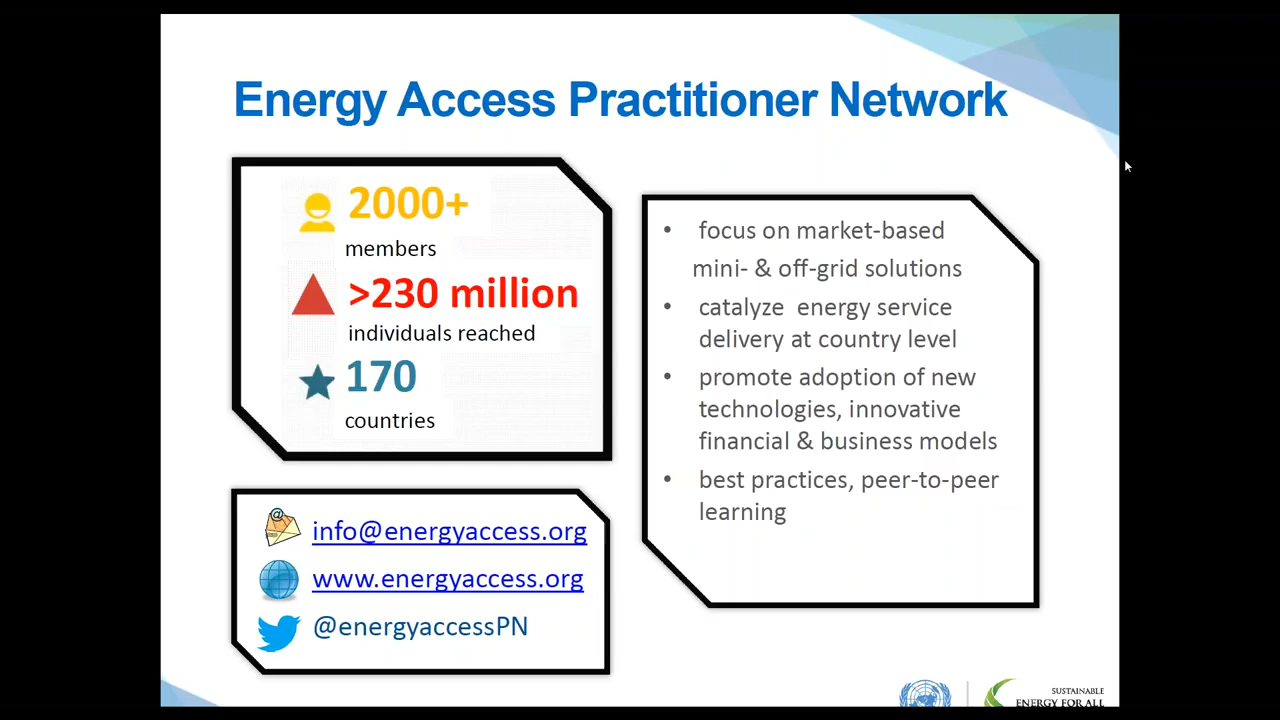 Energy Access Practitioner Network
2000+
members
>230 million
individuals reached
170
countries
info@energyaccess.org
www.energyaccess.org
@energyaccessPN
• focus on market-based
mini- & off-grid solutions
• catalyze energy service
delivery at country level
• promote adoption of new
technologies, innovative
financial & business models
• best practices, peer-to-peer
learning
SUSTAINABLE
ENERGY FOR ALL